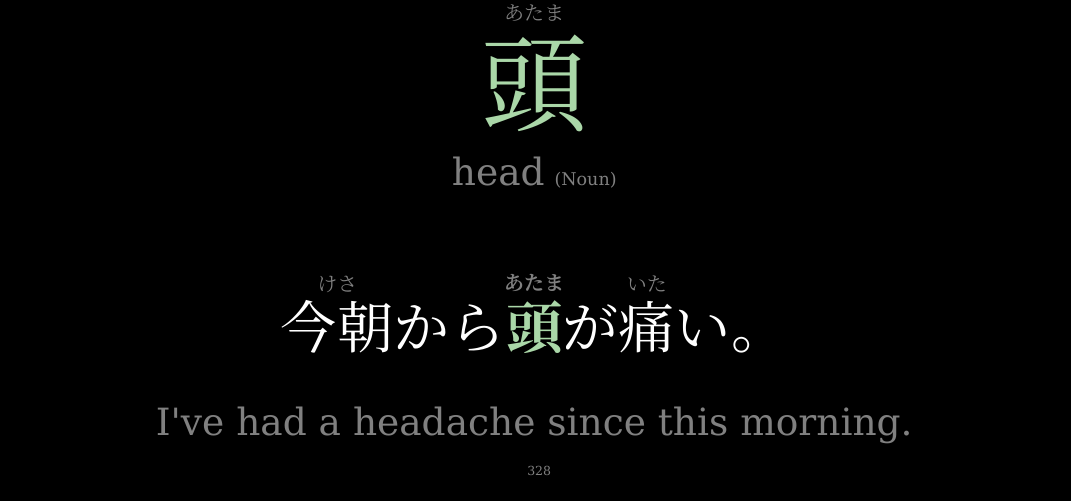 あたま
頭
head (Noun)
けさ あたま いた
今朝から頭が痛い。
I've had a headache since this morning.
328